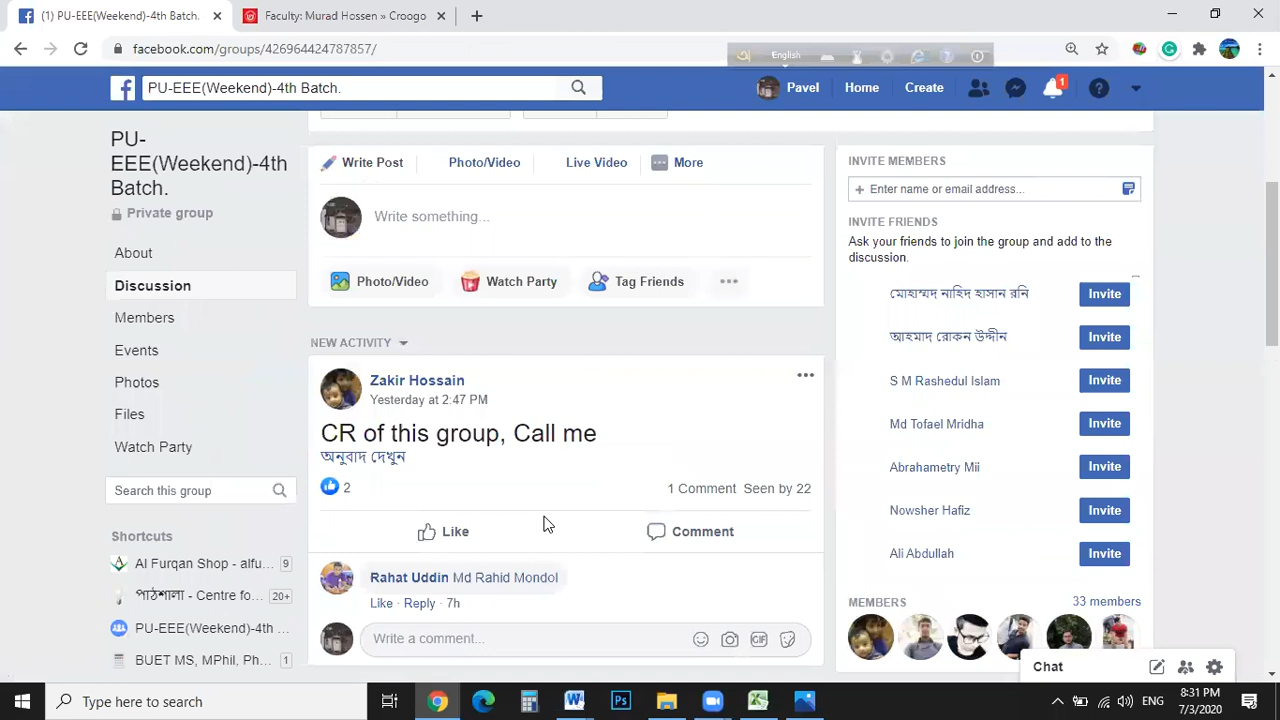 (1) PU-EEE(Weekend)-4th Batch.
Faculty: Murad Hossen » Croogo
facebook.com/groups/426964424787857/
English
PU-EEE(Weekend)-4th Batch.
Pavel
Home
Create
1
PU-
EEE(Weekend)-4th
Batch.
Private group
About
Discussion
Members
Events
Photos
Files
Watch Party
Search this group
Shortcuts
Al Furqan Shop - alfu... 9
পাঠশালা - Centre fo... 20+
PU-EEE(Weekend)-4th ...
BUET MS, MPhil, Ph... 1
Write Post
Photo/Video
Live Video
More
Write something...
Photo/Video
Watch Party
Tag Friends
NEW ACTIVITY
Zakir Hossain
Yesterday at 2:47 PM
CR of this group, Call me
অনুবাদ দেখুন
2
1 Comment Seen by 22
Like
Comment
Rahat Uddin Md Rahid Mondol
Like · Reply · 7h
Write a comment...
GIF
INVITE MEMBERS
+ Enter name or email address...
INVITE FRIENDS
Ask your friends to join the group and add to the
discussion.
মোহাম্মদ নাহিদ হাসান রনি Invite
আহমাদ রোকন উদ্দীন Invite
S M Rashedul Islam Invite
Md Tofael Mridha Invite
Abrahametry Mii Invite
Nowsher Hafiz Invite
Ali Abdullah Invite
MEMBERS
33 members
Chat
Type here to search
ENG
8:31 PM
7/3/2020